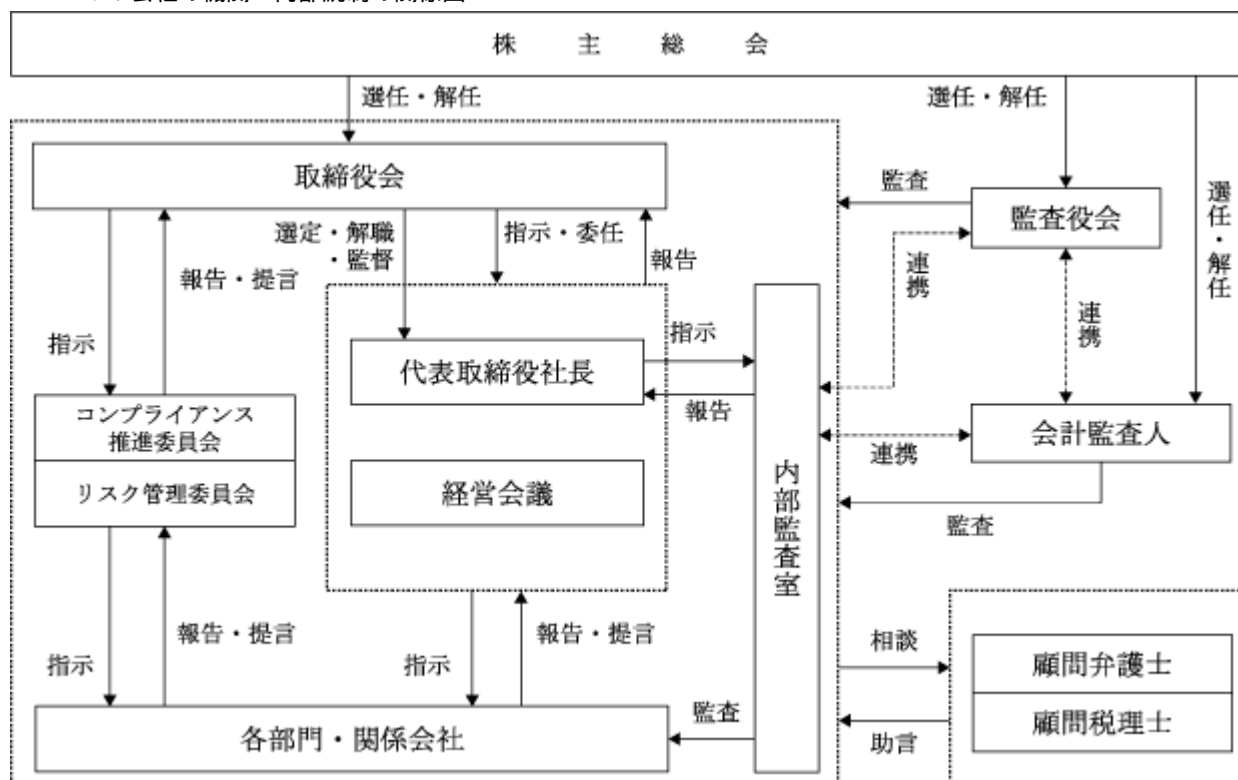 株主総会
選任・解任
選任・解任
選任・解任
取締役会
監査
監査役会
選定・解職
・監督
指示・委任
報告
報告・提言
指示
連携
連携
代表取締役社長
指示
報告
コンプライアンス
推進委員会
リスク管理委員会
経営会議
内部監査室
連携
会計監査人
監査
報告・提言
指示
報告・提言
指示
相談
顧問弁護士
顧問税理士
助言
監査
各部門・関係会社